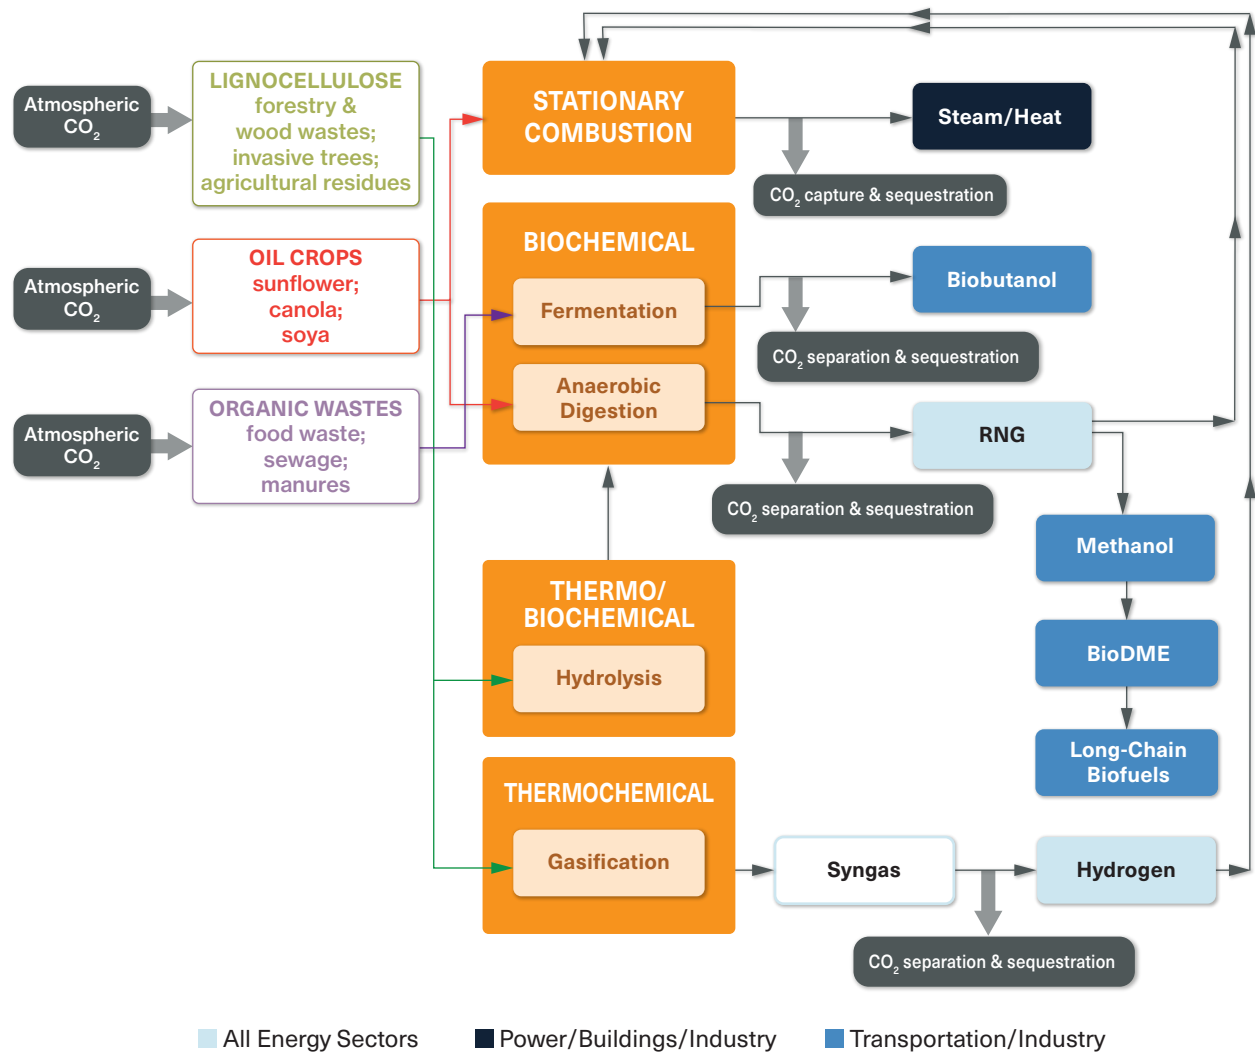 Atmospheric
CO₂
LIGNOCELLULOSE
forestry &
wood wastes;
invasive trees;
agricultural residues
STATIONARY
COMBUSTION
Steam/Heat
CO₂ capture & sequestration
Atmospheric
CO₂
OIL CROPS
sunflower;
canola;
soya
BIOCHEMICAL
Fermentation
Biobutanol
CO₂ separation & sequestration
Anaerobic
Digestion
Atmospheric
CO₂
ORGANIC WASTES
food waste;
sewage;
manures
RNG
CO₂ separation & sequestration
Methanol
THERMO/
BIOCHEMICAL
Hydrolysis
BioDME
Long-Chain
Biofuels
THERMOCHEMICAL
Gasification
Syngas
Hydrogen
CO₂ separation & sequestration
All Energy Sectors
Power/Buildings/Industry
Transportation/Industry